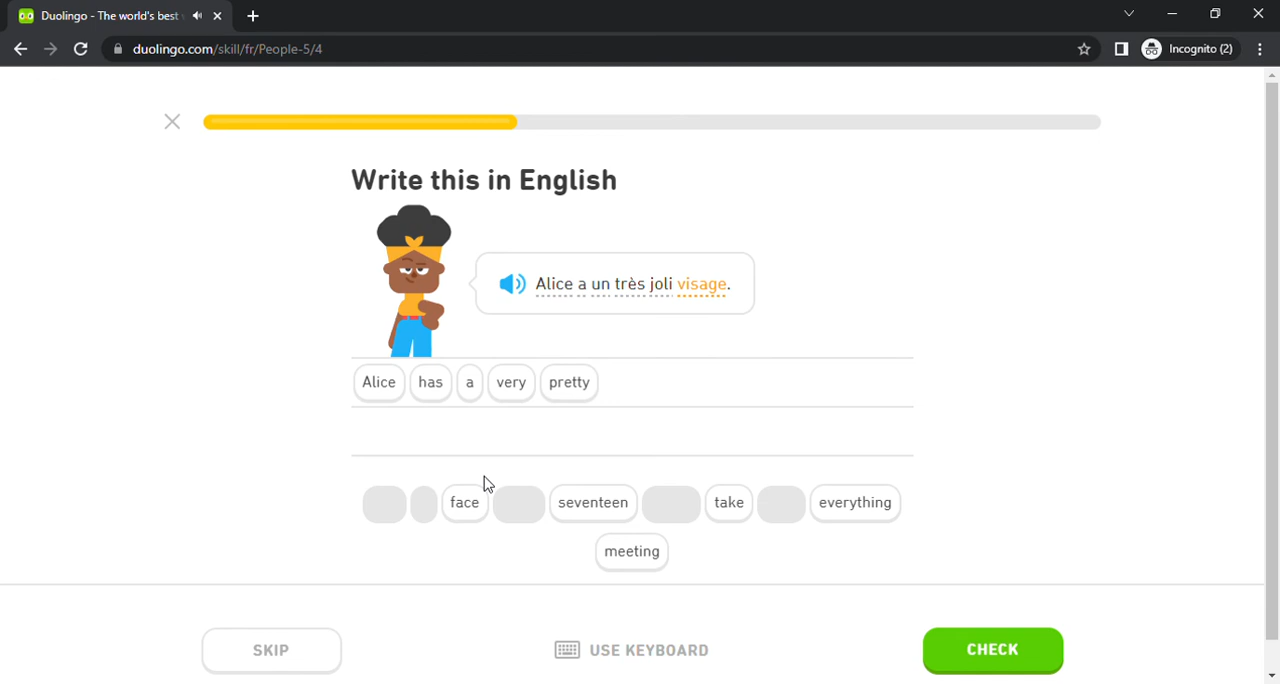 Duolingo - The world's best
duolingo.com/skill/fr/People-5/4
Incognito (2)
Write this in English
Alice a un très joli visage.
Alice has a very pretty
face seventeen take everything
meeting
SKIP
USE KEYBOARD
CHECK